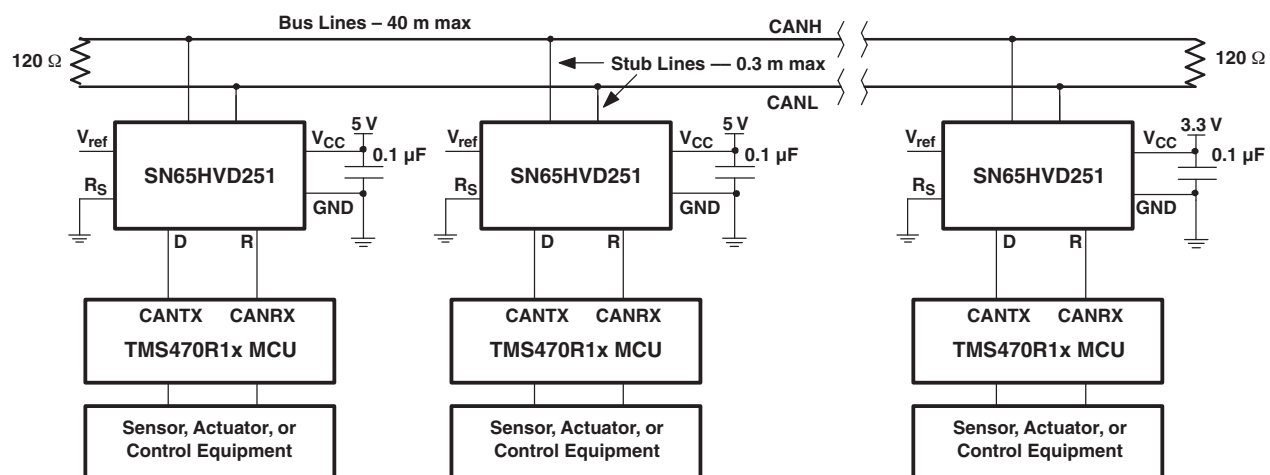 Bus Lines – 40 m max
CANH
120 Ω
120 Ω
Stub Lines –– 0.3 m max
CANL
Vref
VCC
5 V
0.1 µF
SN65HVD251
RS
GND
D
R
Vref
VCC
5 V
0.1 µF
SN65HVD251
RS
GND
D
R
Vref
VCC
3.3 V
0.1 µF
SN65HVD251
RS
GND
D
R
CANTX CANRX
TMS470R1x MCU
CANTX CANRX
TMS470R1x MCU
CANTX CANRX
TMS470R1x MCU
Sensor, Actuator, or
Control Equipment
Sensor, Actuator, or
Control Equipment
Sensor, Actuator, or
Control Equipment